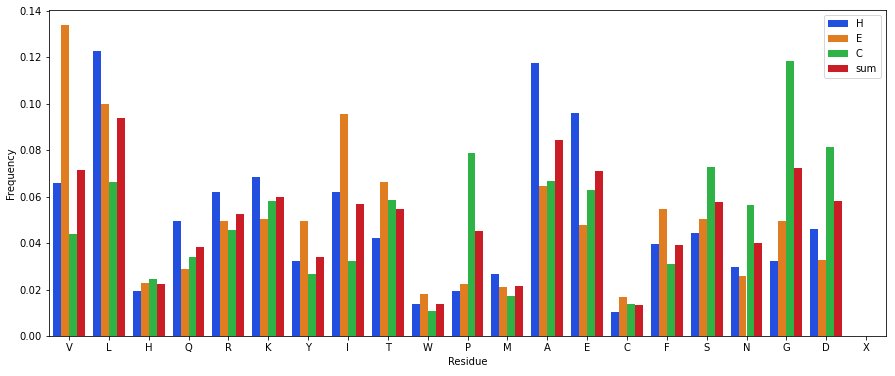 0.14
0.12
0.10
0.08
0.06
0.04
0.02
0.00
Frequency
H
E
C
sum
V L H Q R K Y I T W P M A E C F S N G D X
Residue